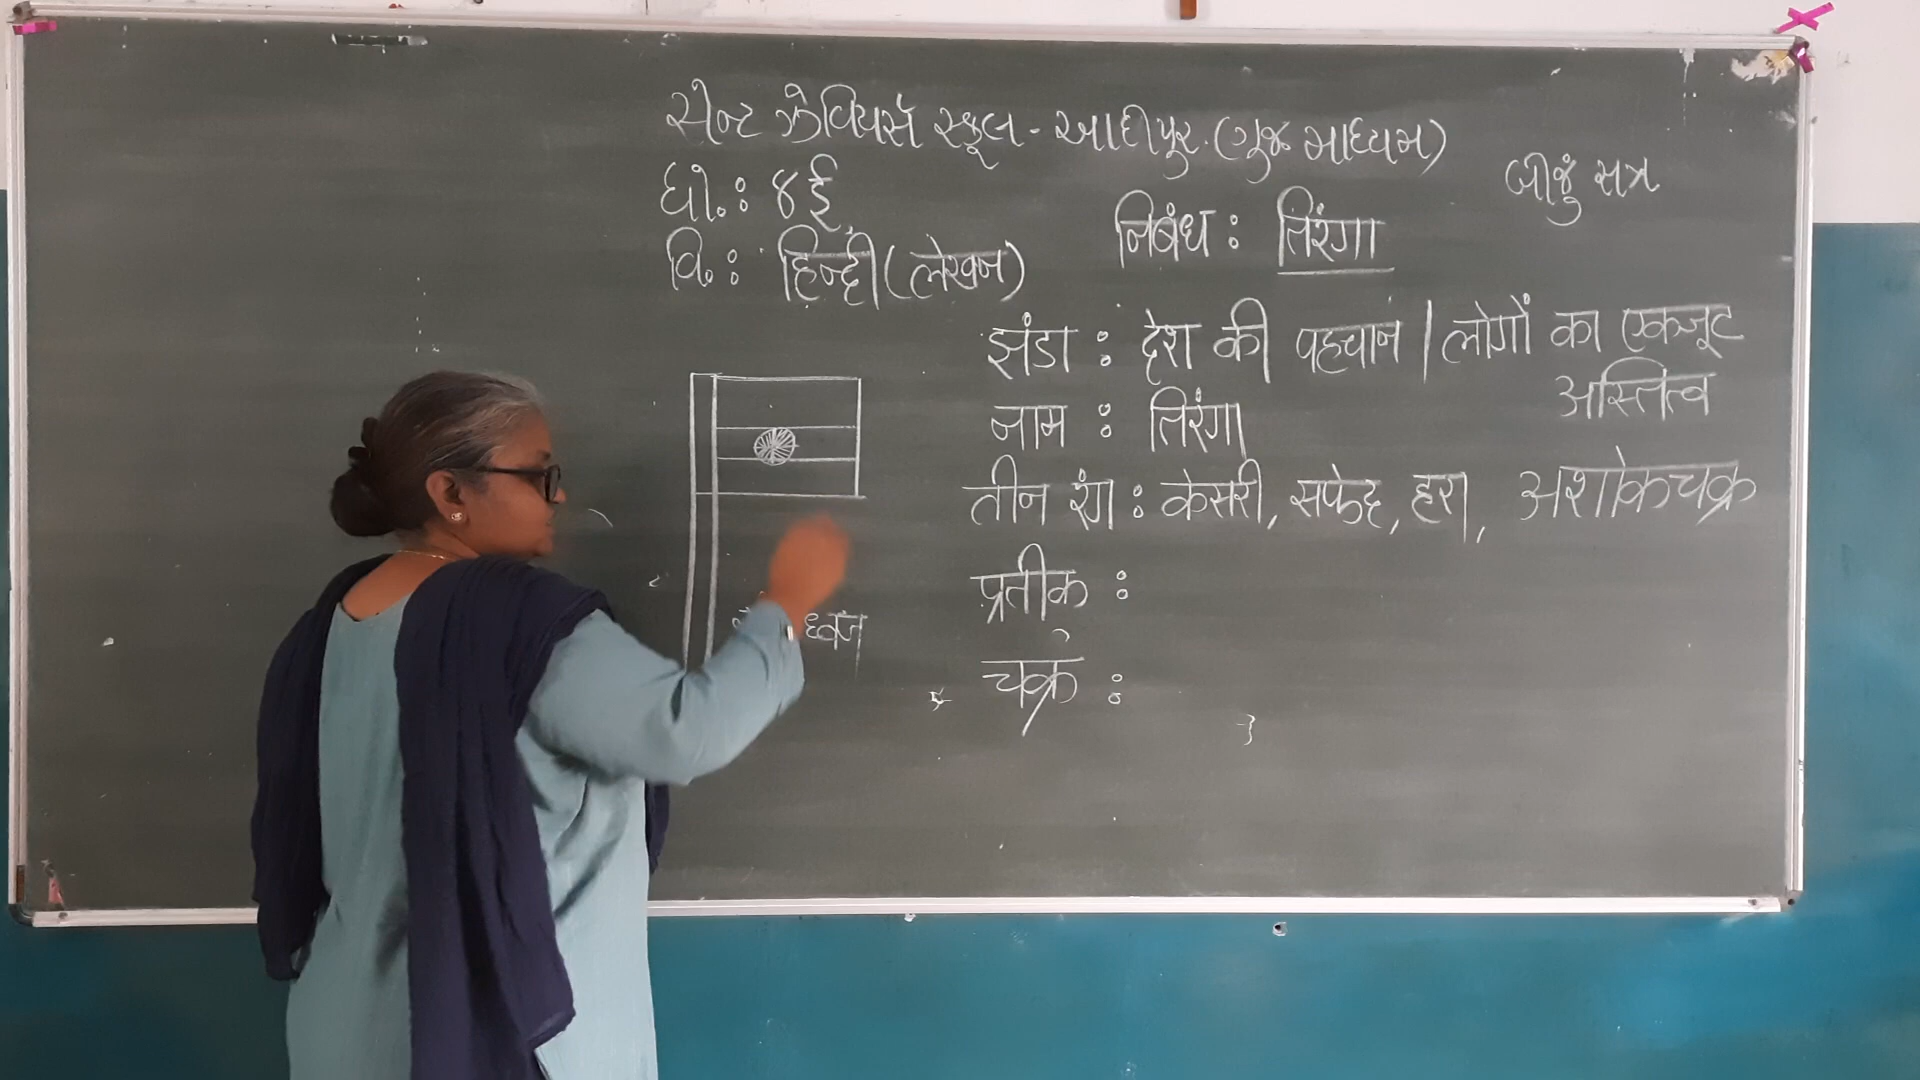 સેન્ટ ઝેવિયર્સ સ્કૂલ - આદીપુર. (ગુજ માધ્યમ)
બીજું સત્ર
ધો.: ૪ ઈ
નિબંધ : तिरंगा
વિ. : हिन्दी (लेखन)
झंडा : देश की पहचान | लोगों का एकजूट
अस्तित्व
नाम : तिरंगा
तीन रंग : केसरी, सफेद, हरा, अशोकचक्र
प्रतीक :
ध्वज
चक्र :